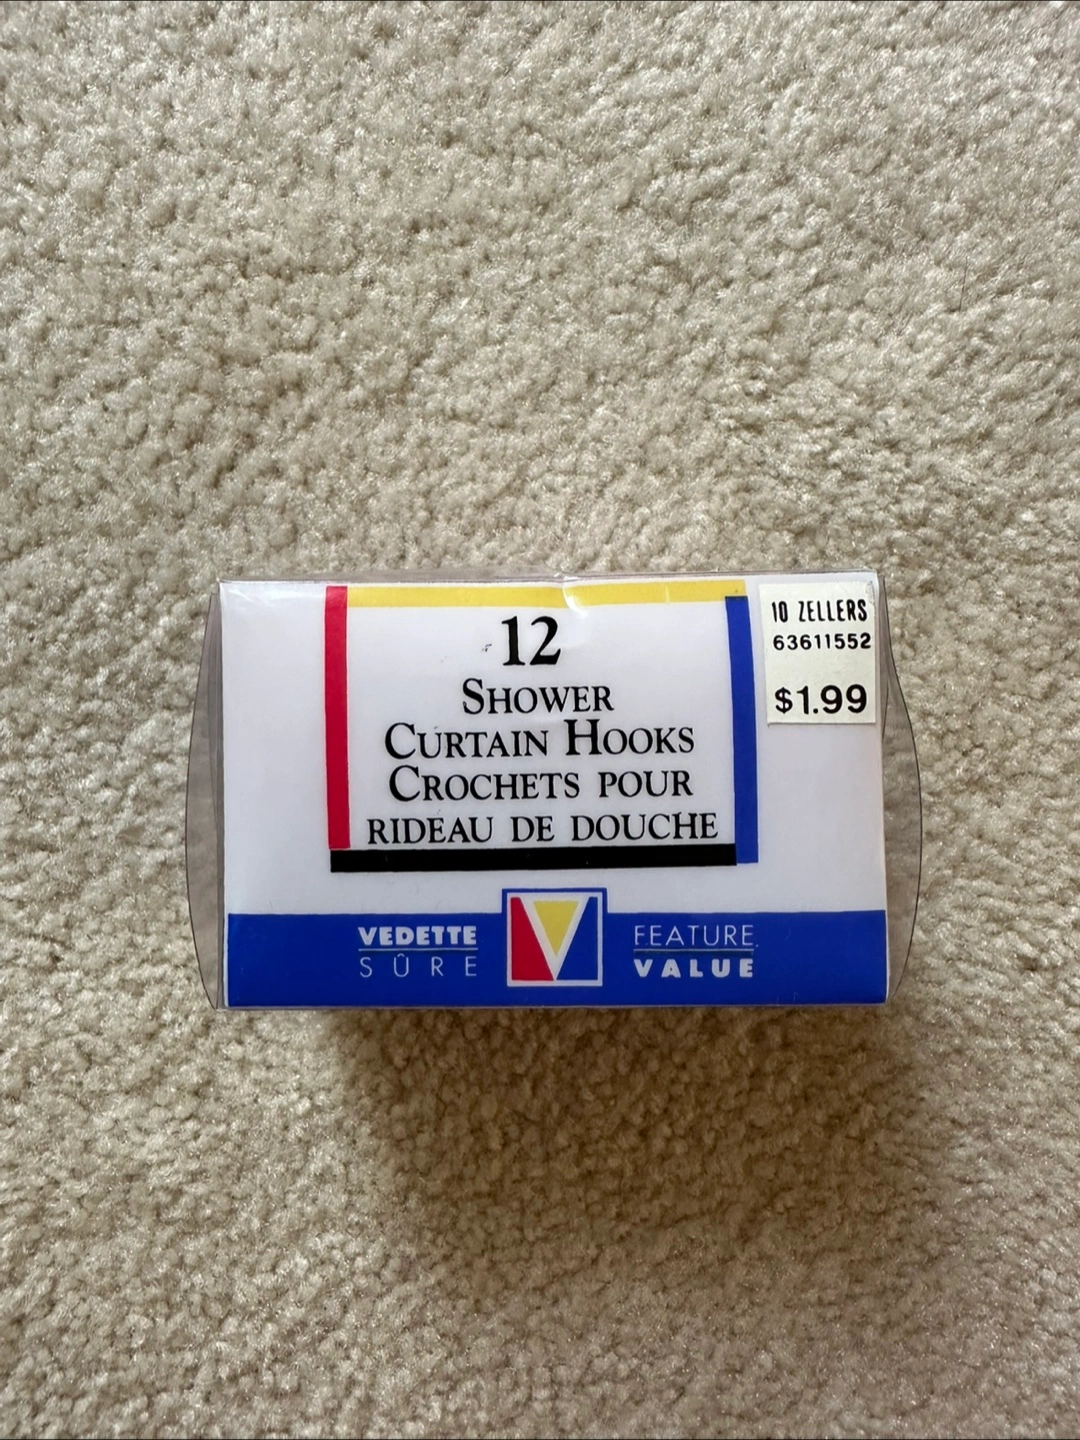 12
SHOWER
CURTAIN HOOKS
CROCHETS POUR
RIDEAU DE DOUCHE
10 ZELLERS
63611552
$1.99
VEDETTE
SÛRE
V
FEATURE
VALUE